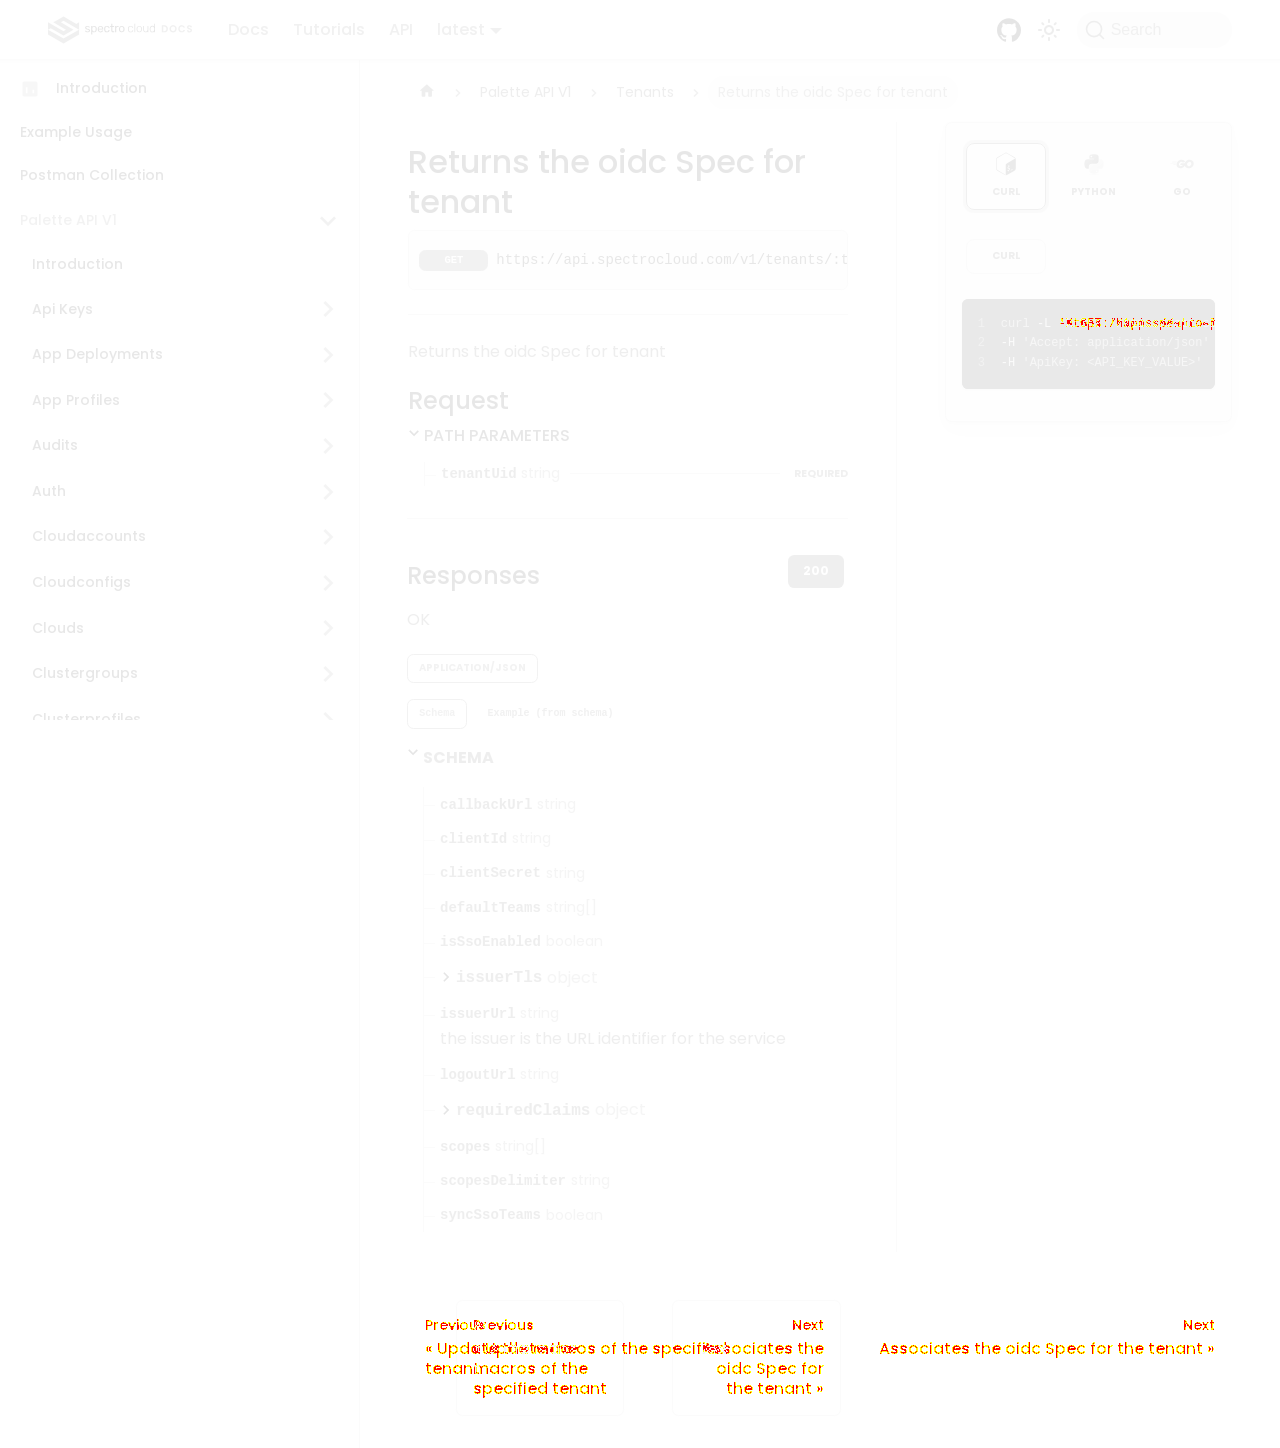 spectro cloud DOCS
Docs Tutorials API latest
Search
Introduction
Example Usage
Postman Collection
Palette API V1
Introduction
Api Keys
App Deployments
App Profiles
Audits
Auth
Cloudaccounts
Cloudconfigs
Clouds
Clustergroups
Clusterprofiles
Palette API V1 > Tenants > Returns the oidc Spec for tenant
Returns the oidc Spec for
tenant
GET https://api.spectrocloud.com/v1/tenants/:t
Returns the oidc Spec for tenant
Request
PATH PARAMETERS
tenantUid string REQUIRED
Responses
200
OK
APPLICATION/JSON
Schema Example (from schema)
SCHEMA
callbackUrl string
clientId string
clientSecret string
defaultTeams string[]
isSsoEnabled boolean
issuerTls object
issuerUrl string
the issuer is the URL identifier for the service
logoutUrl string
requiredClaims object
scopes string[]
scopesDelimiter string
syncSsoTeams boolean
CURL PYTHON GO
CURL
1 curl -L
2 -H 'Accept: application/json'
3 -H 'ApiKey: <API_KEY_VALUE>'
Previous
macros of the
specified tenant
Next
Associates the
oidc Spec for
the tenant »
Next
Associates the oidc Spec for the tenant »